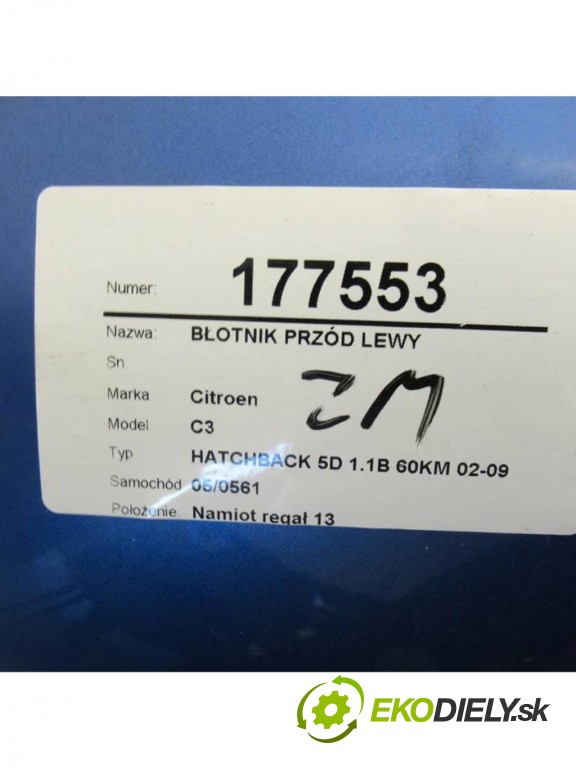 Numer: 177553
Nazwa: BŁOTNIK PRZÓD LEWY
Sn
Marka Citroen
ZM
Model C3
Typ HATCHBACK 5D 1.1B 60KM 02-09
Samochód 05/0561
Położenie. Namiot regał 13
EKODIELY.sk